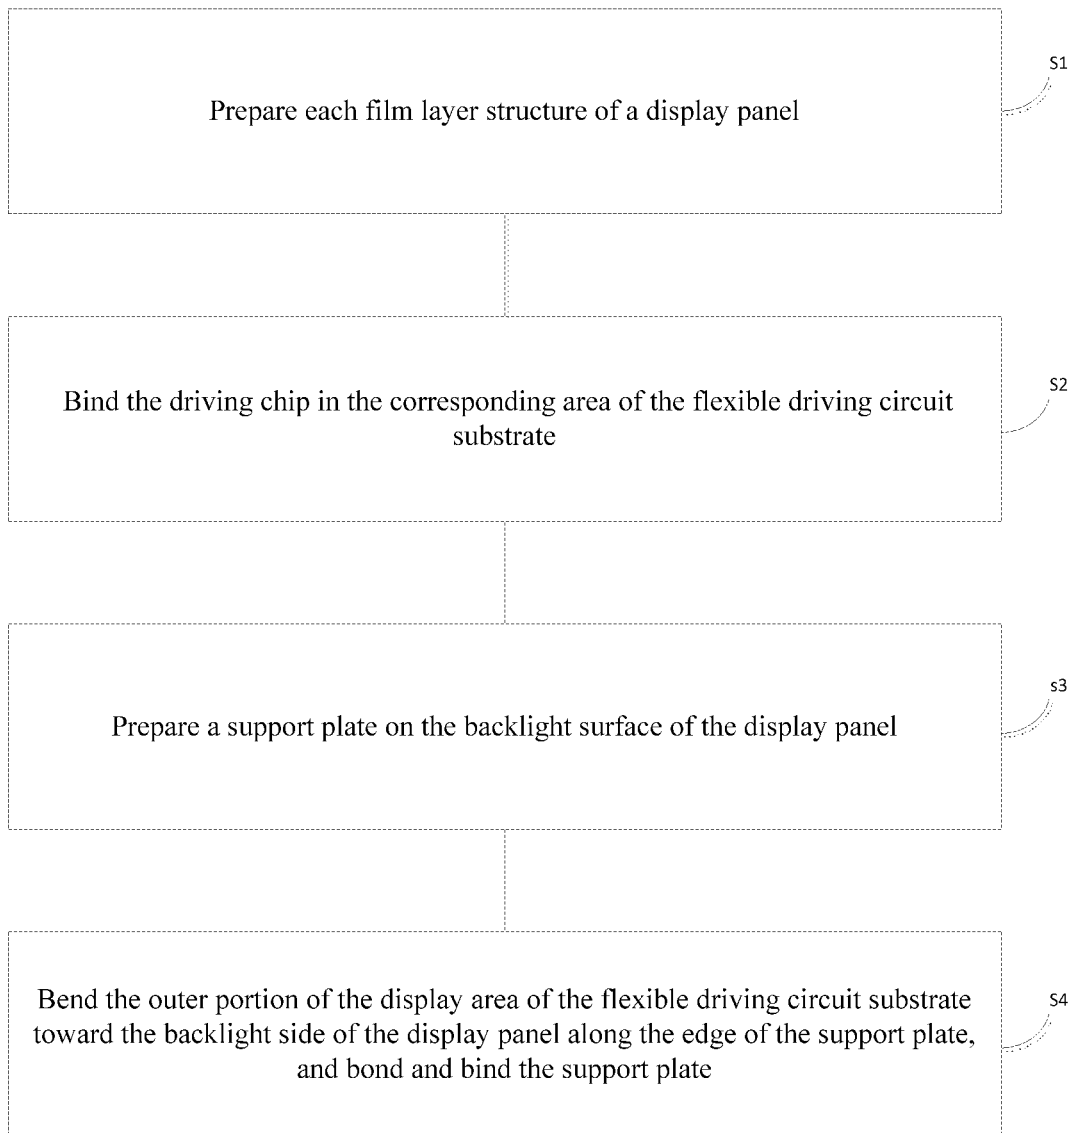 S1
Prepare each film layer structure of a display panel
S2
Bind the driving chip in the corresponding area of the flexible driving circuit
substrate
s3
Prepare a support plate on the backlight surface of the display panel
S4
Bend the outer portion of the display area of the flexible driving circuit substrate
toward the backlight side of the display panel along the edge of the support plate,
and bond and bind the support plate